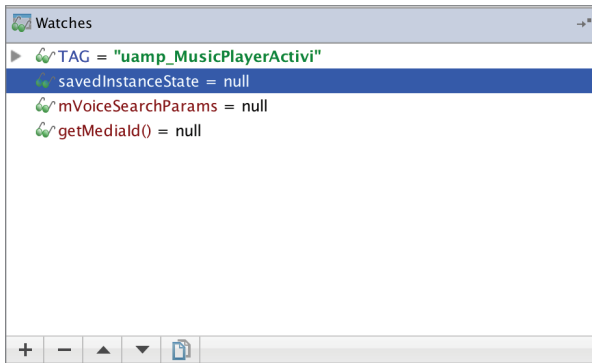 Watches
TAG = "uamp_MusicPlayerActivi"
savedInstanceState = null
mVoiceSearchParams = null
getMediaId() = null